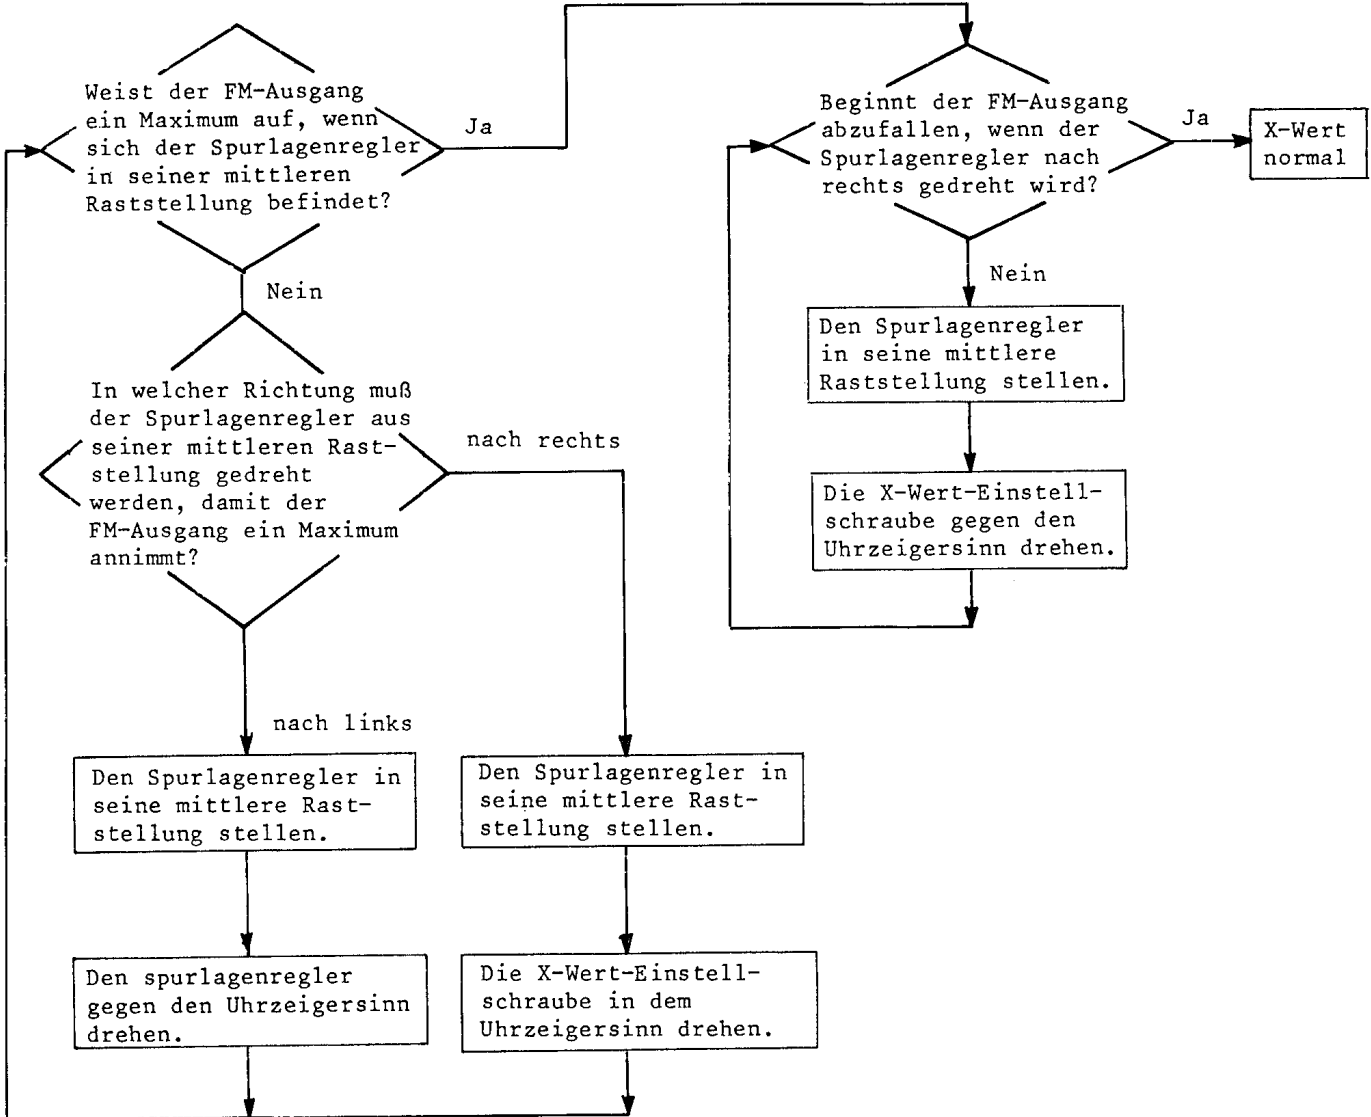 Weist der FM-Ausgang
ein Maximum auf, wenn
sich der Spurlagenregler
in seiner mittleren
Raststellung befindet?
Ja
Nein
In welcher Richtung muß
der Spurlagenregler aus
seiner mittleren Rast-
stellung gedreht
werden, damit der
FM-Ausgang ein Maximum
annimmt?
nach rechts
nach links
Den Spurlagenregler in
seine mittlere Rast-
stellung stellen.
Den spurlagenregler
gegen den Uhrzeigersinn
drehen.
Den Spurlagenregler in
seine mittlere Rast-
stellung stellen.
Die X-Wert-Einstell-
schraube in dem
Uhrzeigersinn drehen.
Beginnt der FM-Ausgang
abzufallen, wenn der
Spurlagenregler nach
rechts gedreht wird?
Ja
X-Wert
normal
Nein
Den Spurlagenregler
in seine mittlere
Raststellung stellen.
Die X-Wert-Einstell-
schraube gegen den
Uhrzeigersinn drehen.